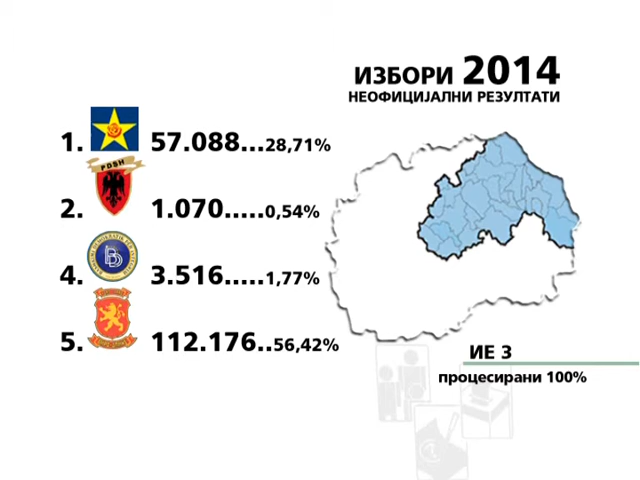 ИЗБОРИ 2014
НЕОФИЦИЈАЛНИ РЕЗУЛТАТИ
1. 57.088...28,71%
PDSH
2. 1.070.....0,54%
4. 3.516.....1,77%
5. 112.176..56,42%
ИЕ 3
процесирани 100%